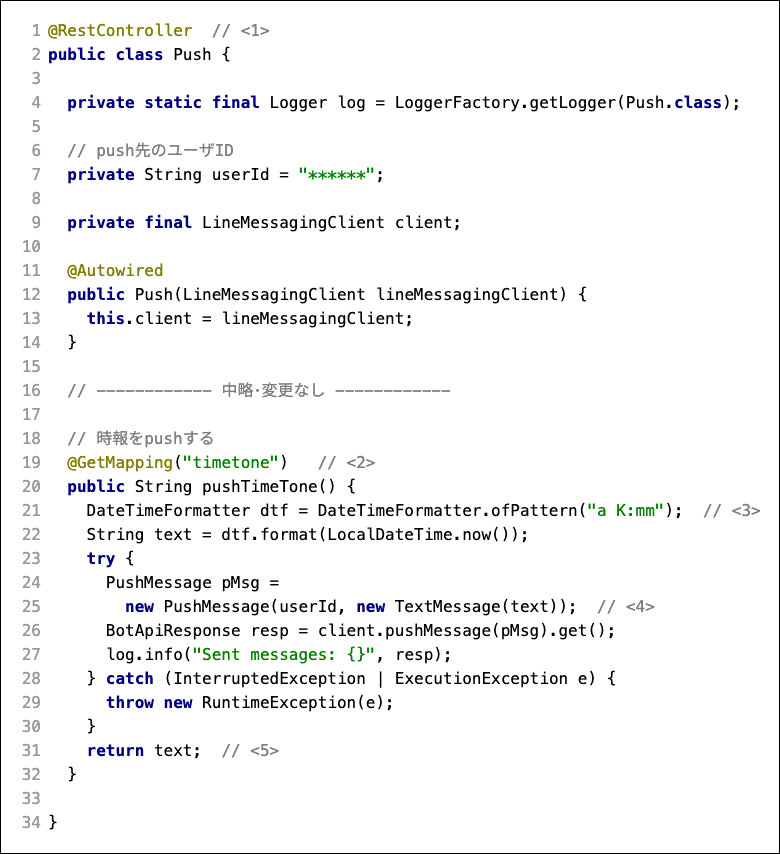 1 @RestController  // <1>
2 public class Push {
3
4   private static final Logger log = LoggerFactory.getLogger(Push.class);
5
6   // push先のユーザID
7   private String userId = "******";
8
9   private final LineMessagingClient client;
10
11   @Autowired
12   public Push(LineMessagingClient lineMessagingClient) {
13     this.client = lineMessagingClient;
14   }
15
16   // ------------ 中略・変更なし ------------
17
18   // 時報をpushする
19   @GetMapping("timetone")   // <2>
20   public String pushTimeTone() {
21     DateTimeFormatter dtf = DateTimeFormatter.ofPattern("a K:mm");  // <3>
22     String text = dtf.format(LocalDateTime.now());
23     try {
24       PushMessage pMsg =
25         new PushMessage(userId, new TextMessage(text));  // <4>
26       BotApiResponse resp = client.pushMessage(pMsg).get();
27       log.info("Sent messages: {}", resp);
28     } catch (InterruptedException | ExecutionException e) {
29       throw new RuntimeException(e);
30     }
31     return text;  // <5>
32   }
33
34 }